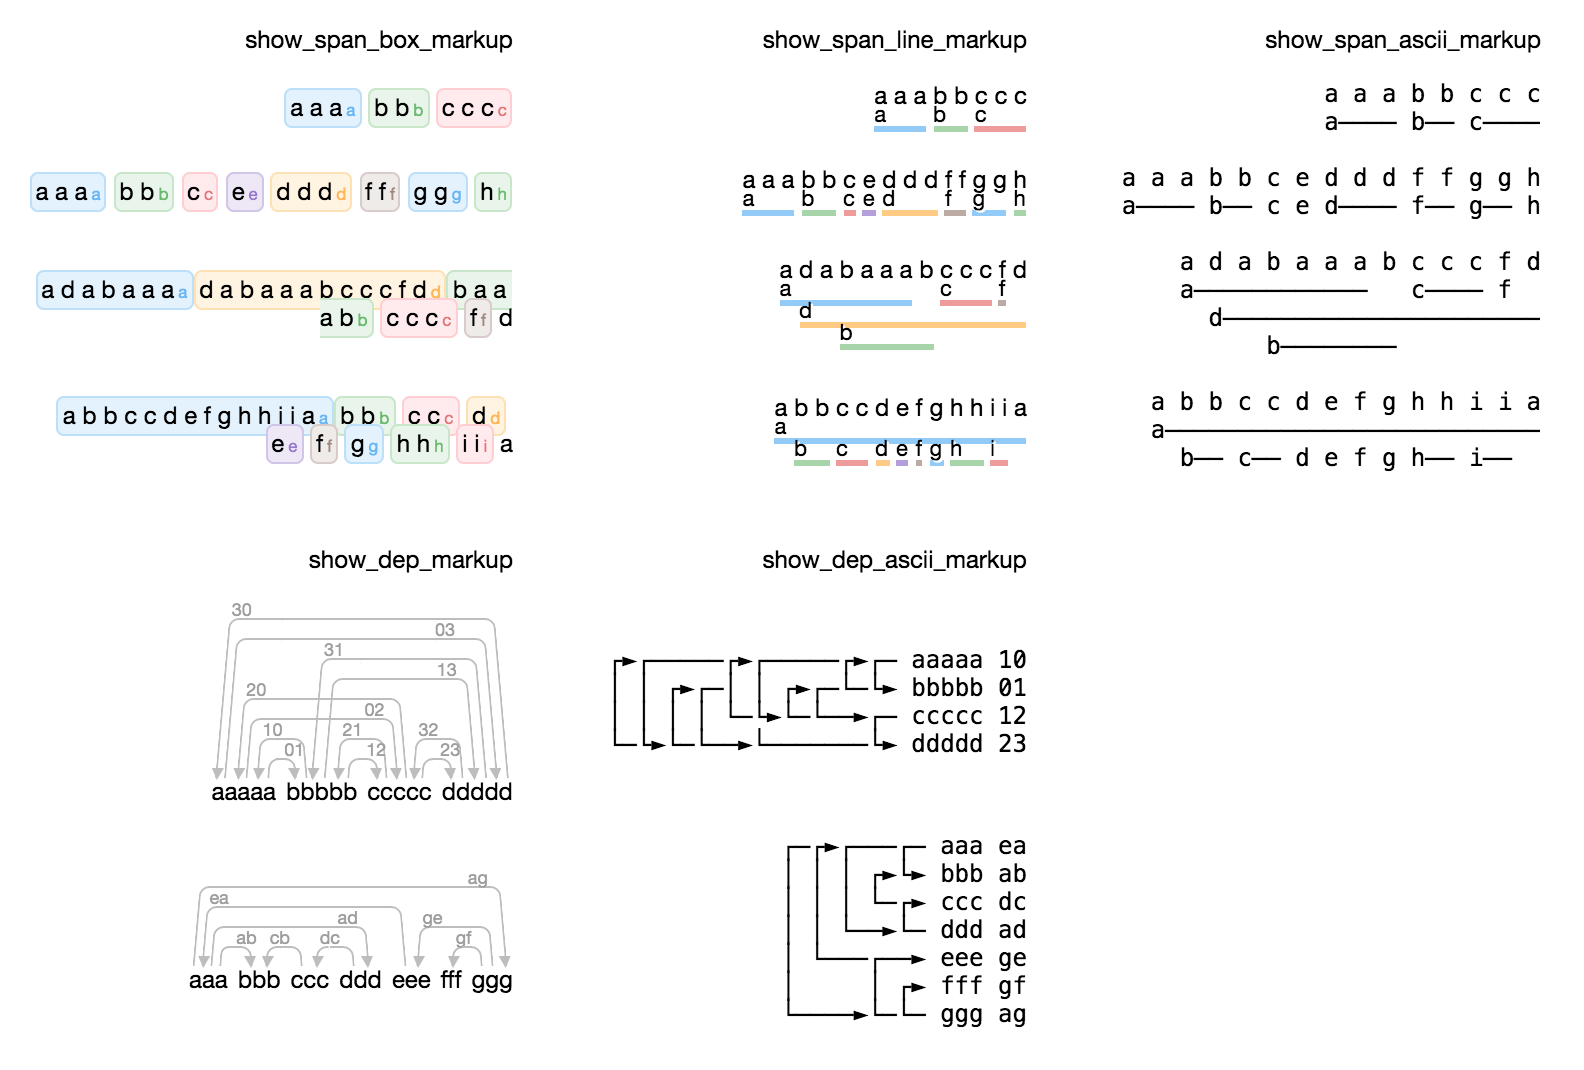 show_span_box_markup
a a a a b b b c c c c
a a a a b b b c c e e d d d d f f f g g g h h
a d a b a a a a d a b a a a b c c c f d d b a a
a b b c c c c f f d
a b b c c d e f g h h i i a a b b b c c c d d
e e f f g g h h h i i i a
show_span_line_markup
a a a b b c c c
a b c
a a a b b c e d d d f f g g h
a b c e d f g h
a d a b a a a b c c c f d
a c f
d
b
a b b c c d e f g h h i i a
a
b c d e f g h i
show_span_ascii_markup
a a a b b c c c
a b c
a a a b b c e d d d f f g g h
a b c e d f g h
a d a b a a a b c c c f d
a c f
d
b
a b b c c d e f g h h i i a
a
b c d e f g h i
show_dep_markup
30
03
31
13
20
02
10 21 32
01 12 23
aaaaa bbbbb ccccc ddddd
ag
ea
ad ge
ab cb dc gf
aaa bbb ccc ddd eee fff ggg
show_dep_ascii_markup
aaaaa 10
bbbbb 01
ccccc 12
ddddd 23
aaa ea
bbb ab
ccc dc
ddd ad
eee ge
fff gf
ggg ag